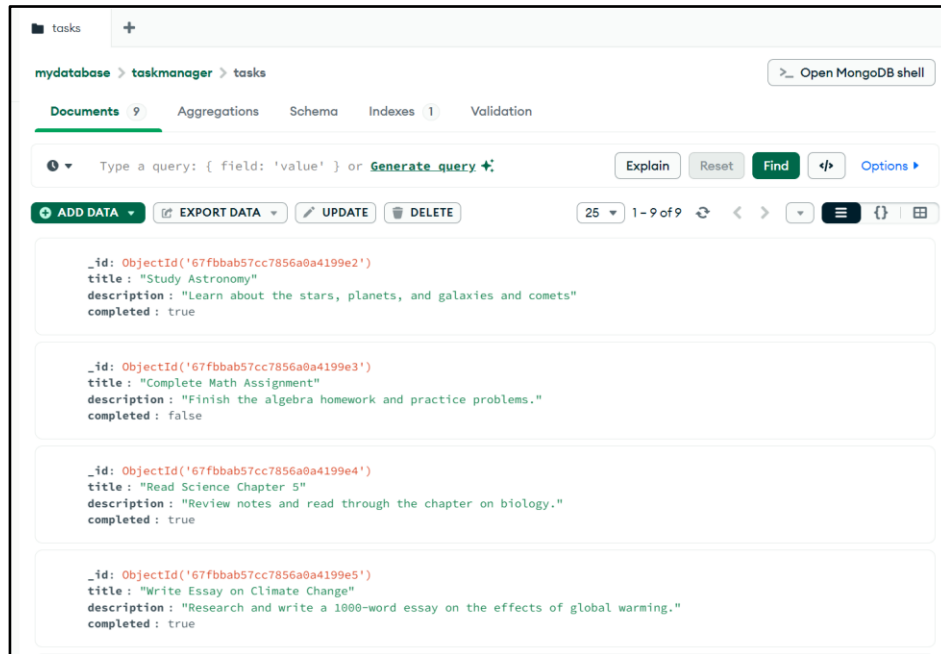 tasks +
mydatabase > taskmanager > tasks
>_ Open MongoDB shell
Documents 9 Aggregations Schema Indexes 1 Validation
Type a query: { field: 'value' } or Generate query
Explain Reset Find </> Options
ADD DATA EXPORT DATA UPDATE DELETE
25 1 – 9 of 9 {}
_id: ObjectId('67fbbab57cc7856a0a4199e2')
title : "Study Astronomy"
description : "Learn about the stars, planets, and galaxies and comets"
completed : true
_id: ObjectId('67fbbab57cc7856a0a4199e3')
title : "Complete Math Assignment"
description : "Finish the algebra homework and practice problems."
completed : false
_id: ObjectId('67fbbab57cc7856a0a4199e4')
title : "Read Science Chapter 5"
description : "Review notes and read through the chapter on biology."
completed : true
_id: ObjectId('67fbbab57cc7856a0a4199e5')
title : "Write Essay on Climate Change"
description : "Research and write a 1000-word essay on the effects of global warming."
completed : true